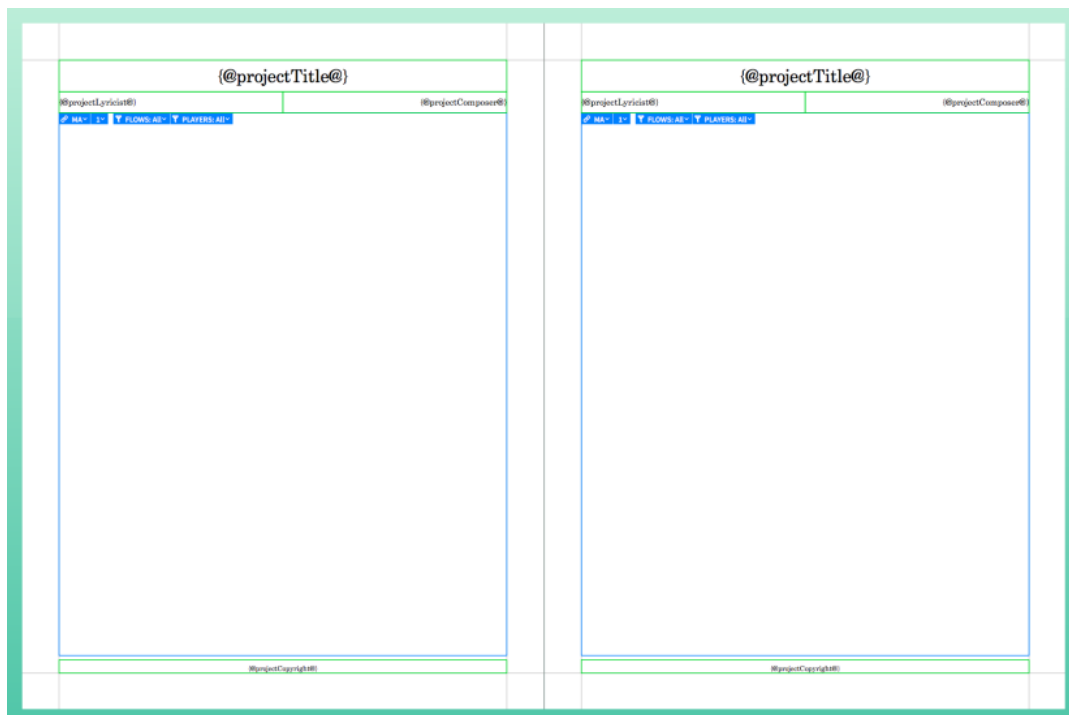 {@projectTitle@}
{@projectLyricist@} {@projectComposer@}
MA 1 FLOWS: All PLAYERS: All
{@projectCopyright@}
{@projectTitle@}
{@projectLyricist@} {@projectComposer@}
MA 1 FLOWS: All PLAYERS: All
{@projectCopyright@}